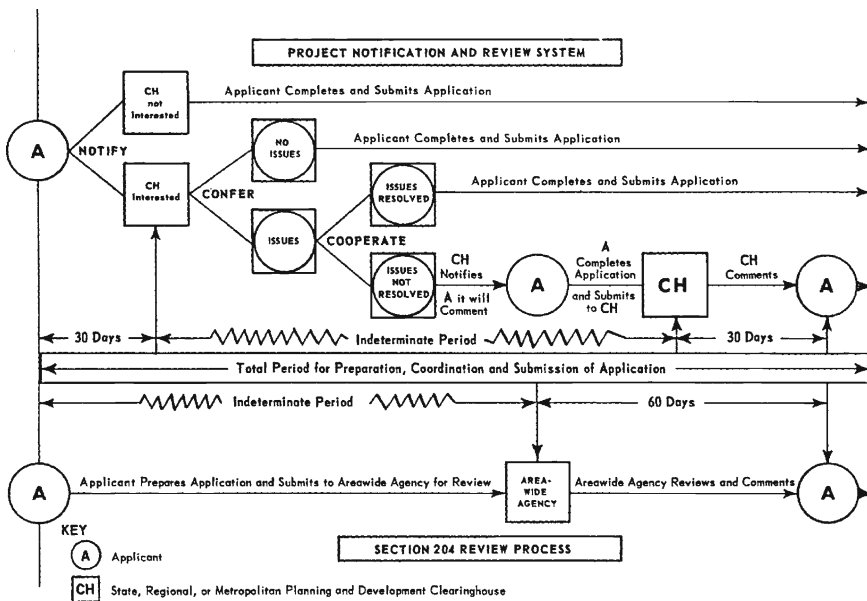 PROJECT NOTIFICATION AND REVIEW SYSTEM
CH
not
Interested
Applicant Completes and Submits Application
A
NOTIFY
NO
ISSUES
Applicant Completes and Submits Application
CH
Interested
CONFER
ISSUES
RESOLVED
Applicant Completes and Submits Application
ISSUES
COOPERATE
ISSUES
NOT
RESOLVED
CH
Notifies
A it will
Comment
A
A
Completes
Application
and Submits
to CH
CH
CH
Comments
A
30 Days
Indeterminate Period
30 Days
Total Period for Preparation, Coordination and Submission of Application
Indeterminate Period
60 Days
A
Applicant Prepares Application and Submits to Areawide Agency for Review
AREA-
WIDE
AGENCY
Areawide Agency Reviews and Comments
A
KEY
A Applicant
SECTION 204 REVIEW PROCESS
CH State, Regional, or Metropolitan Planning and Development Clearinghouse